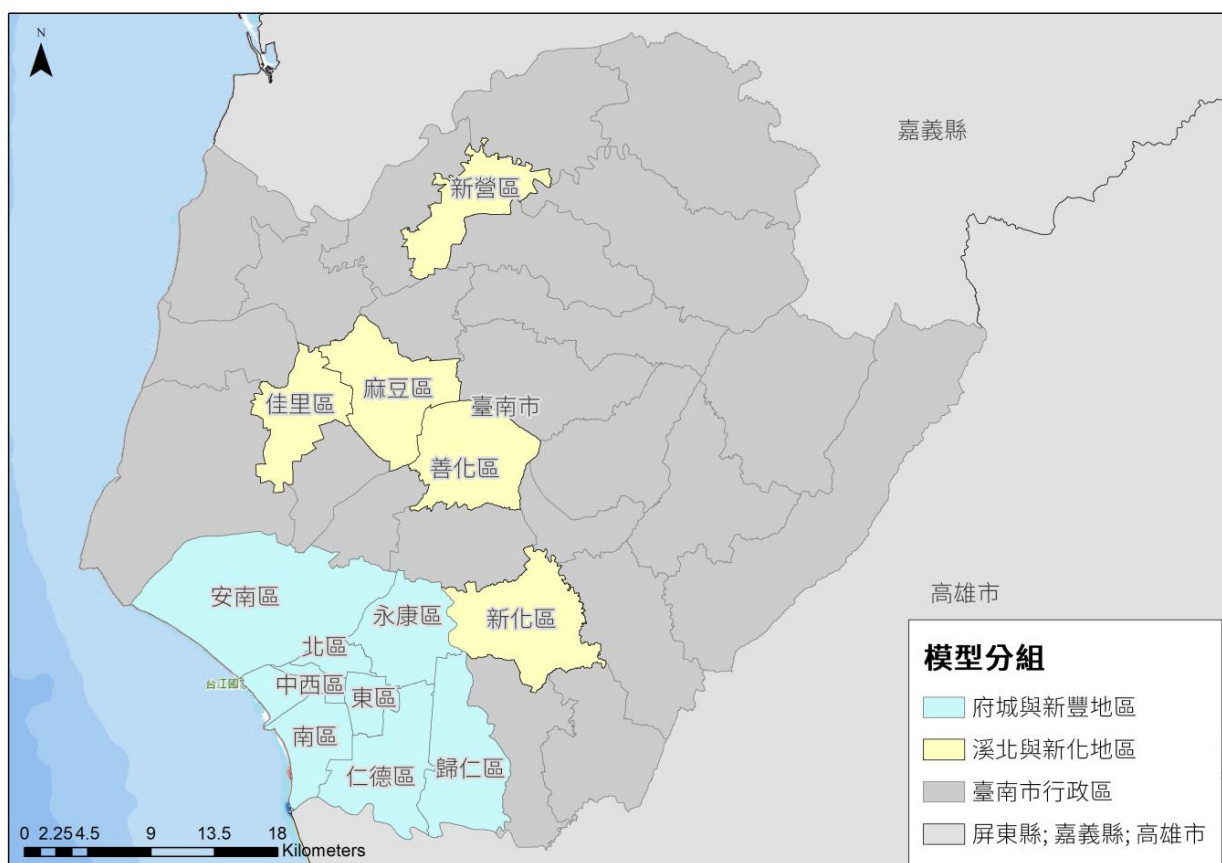 N
嘉義縣
新營區
佳里區
麻豆區
臺南市
善化區
安南區
永康區
新化區
北區
中西區
東區
台江國
南區
仁德區
歸仁區
高雄市
模型分組
府城與新豐地區
溪北與新化地區
臺南市行政區
屏東縣; 嘉義縣; 高雄市
0 2.25 4.5 9 13.5 18
Kilometers